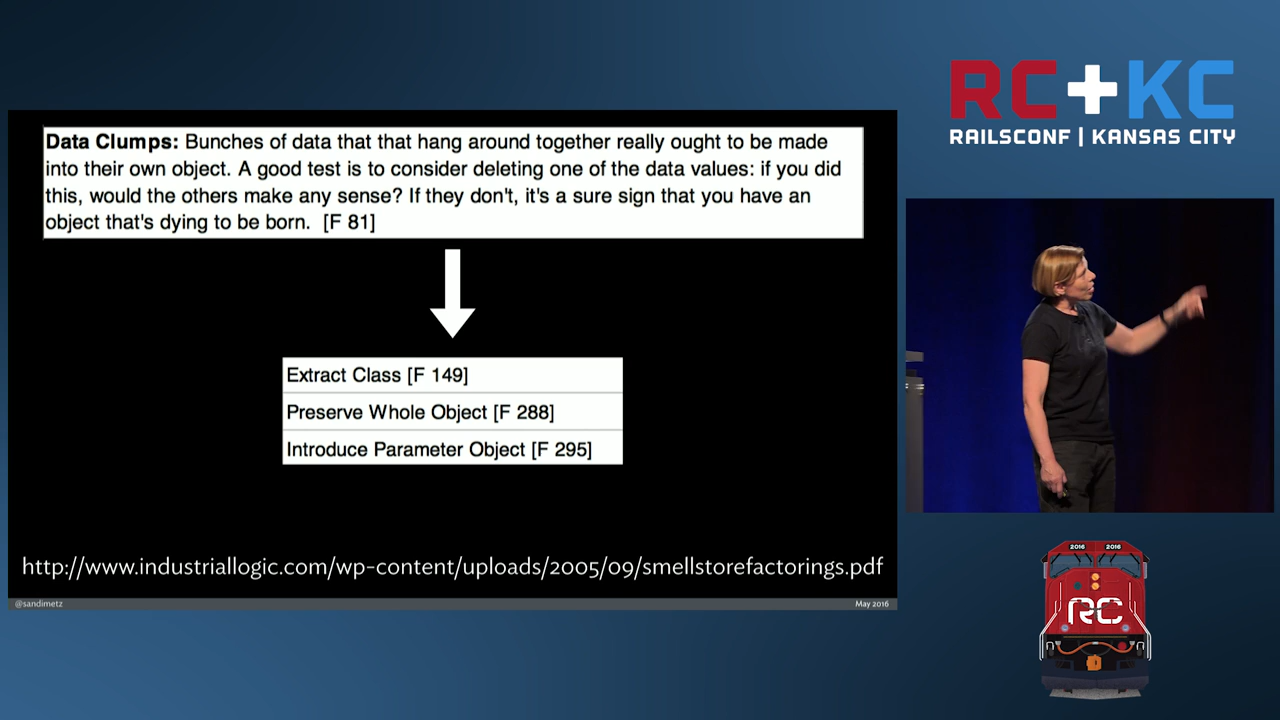 RC+KC
RAILSCONF | KANSAS CITY
Data Clumps: Bunches of data that that hang around together really ought to be made
into their own object. A good test is to consider deleting one of the data values: if you did
this, would the others make any sense? If they don't, it's a sure sign that you have an
object that's dying to be born. [F 81]
Extract Class [F 149]
Preserve Whole Object [F 288]
Introduce Parameter Object [F 295]
http://www.industriallogic.com/wp-content/uploads/2005/09/smellstorefactorings.pdf
@sandimetz
May 2016
2016 2016
RC